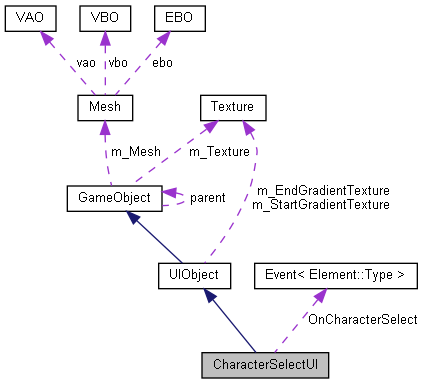 VAO
VBO
EBO
vao
vbo
ebo
Mesh
Texture
m_Mesh
m_Texture
GameObject
parent
m_EndGradientTexture
m_StartGradientTexture
UIObject
Event< Element::Type >
OnCharacterSelect
CharacterSelectUI